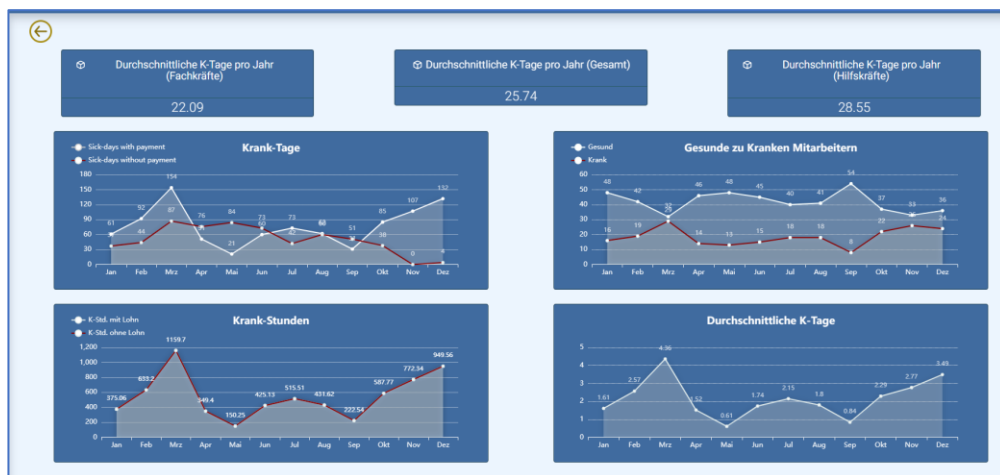 Durchschnittliche K-Tage pro Jahr
(Fachkräfte)
22.09
Durchschnittliche K-Tage pro Jahr (Gesamt)
25.74
Durchschnittliche K-Tage pro Jahr
(Hilfskräfte)
28.55
Sick-days with payment
Sick-days without payment
Krank-Tage
180
150
120
90
60
30
0
61
92
154
21
60
73
60
85
107
132
44
87
76
84
73
42
51
38
0
4
Jan Feb Mrz Apr Mai Jun Jul Aug Sep Okt Nov Dez
Gesund
Krank
Gesunde zu Kranken Mitarbeitern
60
50
40
30
20
10
0
48 42 32 46 48 45 40 41 54 37 33 36
16 19 29 14 13 15 18 18 8 22 26 24
Jan Feb Mrz Apr Mai Jun Jul Aug Sep Okt Nov Dez
K-Std. mit Lohn
K-Std. ohne Lohn
Krank-Stunden
1,200
1,000
800
600
400
200
0
375.06 633.2 1159.7 349.4 150.25 425.13 515.51 431.62 222.54 587.77 772.34 949.56
Jan Feb Mrz Apr Mai Jun Jul Aug Sep Okt Nov Dez
Durchschnittliche K-Tage
5
4
3
2
1
0
1.61 2.57 4.36 1.52 0.61 1.74 2.15 1.8 0.84 2.29 2.77 3.49
Jan Feb Mrz Apr Mai Jun Jul Aug Sep Okt Nov Dez